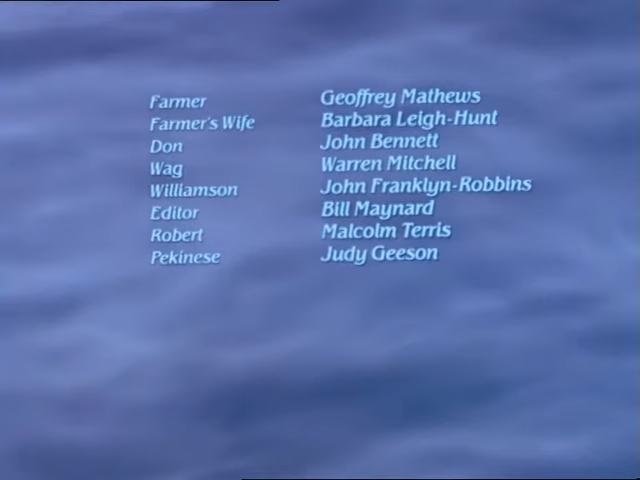 Farmer Geoffrey Mathews
Farmer's Wife Barbara Leigh-Hunt
Don John Bennett
Wag Warren Mitchell
Williamson John Franklyn-Robbins
Editor Bill Maynard
Robert Malcolm Terris
Pekinese Judy Geeson